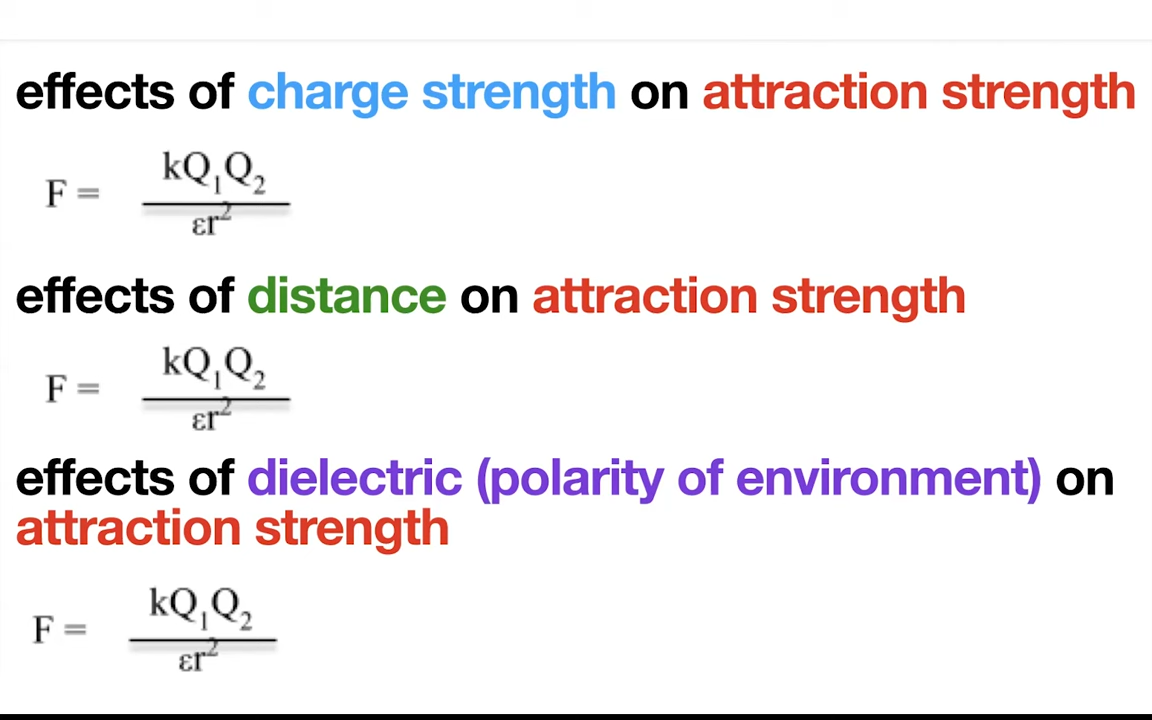 effects of charge strength on attraction strength
F = kQ₁Q₂
εr²
effects of distance on attraction strength
F = kQ₁Q₂
εr²
effects of dielectric (polarity of environment) on
attraction strength
F = kQ₁Q₂
εr²